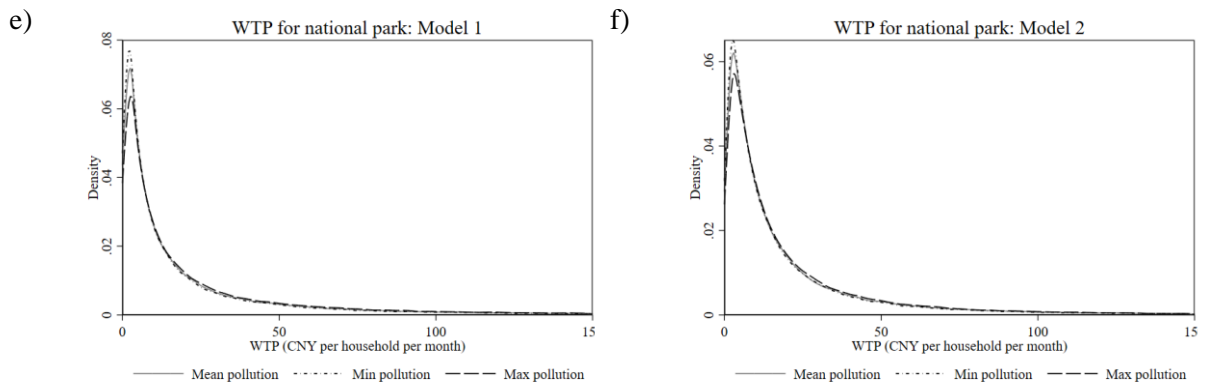 e)
WTP for national park: Model 1
Density
.08
.06
.04
.02
0
0
50
100
15
WTP (CNY per household per month)
Mean pollution
Min pollution
Max pollution
f)
WTP for national park: Model 2
Density
.06
.04
.02
0
0
50
100
15
WTP (CNY per household per month)
Mean pollution
Min pollution
Max pollution